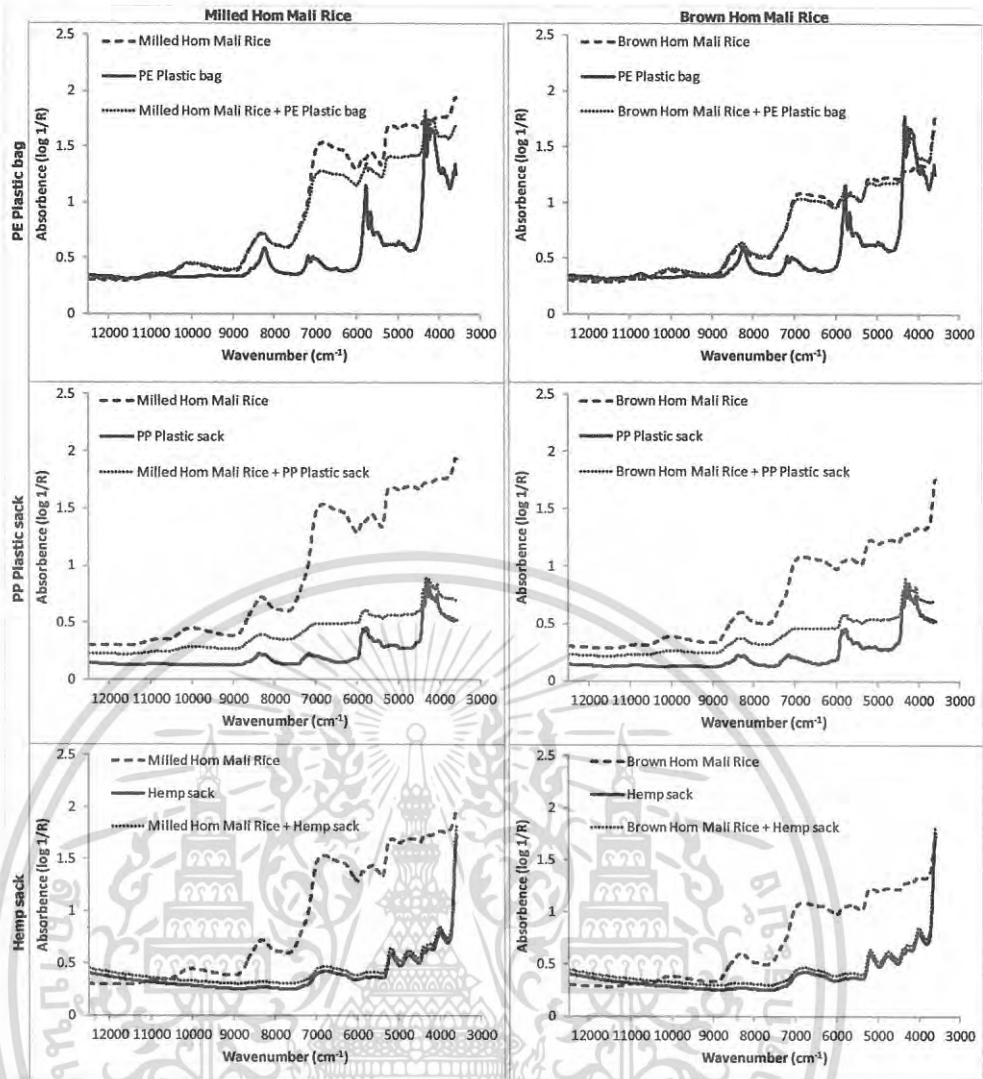 Milled Hom Mali Rice
Brown Hom Mali Rice
PE Plastic bag
Absorbence (log 1/R)
2.5
2
1.5
1
0.5
0
Milled Hom Mali Rice
PE Plastic bag
Milled Hom Mali Rice + PE Plastic bag
12000 11000 10000 9000 8000 7000 6000 5000 4000 3000
Wavenumber (cm⁻¹)
Absorbence (log 1/R)
2.5
2
1.5
1
0.5
0
Brown Hom Mali Rice
PE Plastic bag
Brown Hom Mali Rice + PE Plastic bag
12000 11000 10000 9000 8000 7000 6000 5000 4000 3000
Wavenumber (cm⁻¹)
PP Plastic sack
Absorbence (log 1/R)
2.5
2
1.5
1
0.5
0
Milled Hom Mali Rice
PP Plastic sack
Milled Hom Mali Rice + PP Plastic sack
12000 11000 10000 9000 8000 7000 6000 5000 4000 3000
Wavenumber (cm⁻¹)
Absorbence (log 1/R)
2.5
2
1.5
1
0.5
0
Brown Hom Mali Rice
PP Plastic sack
Brown Hom Mali Rice + PP Plastic sack
12000 11000 10000 9000 8000 7000 6000 5000 4000 3000
Wavenumber (cm⁻¹)
Hemp sack
Absorbence (log 1/R)
2.5
2
1.5
1
0.5
0
Milled Hom Mali Rice
Hemp sack
Milled Hom Mali Rice + Hemp sack
12000 11000 10000 9000 8000 7000 6000 5000 4000 3000
Wavenumber (cm⁻¹)
Absorbence (log 1/R)
2.5
2
1.5
1
0.5
0
Brown Hom Mali Rice
Hemp sack
Brown Hom Mali Rice + Hemp sack
12000 11000 10000 9000 8000 7000 6000 5000 4000 3000
Wavenumber (cm⁻¹)